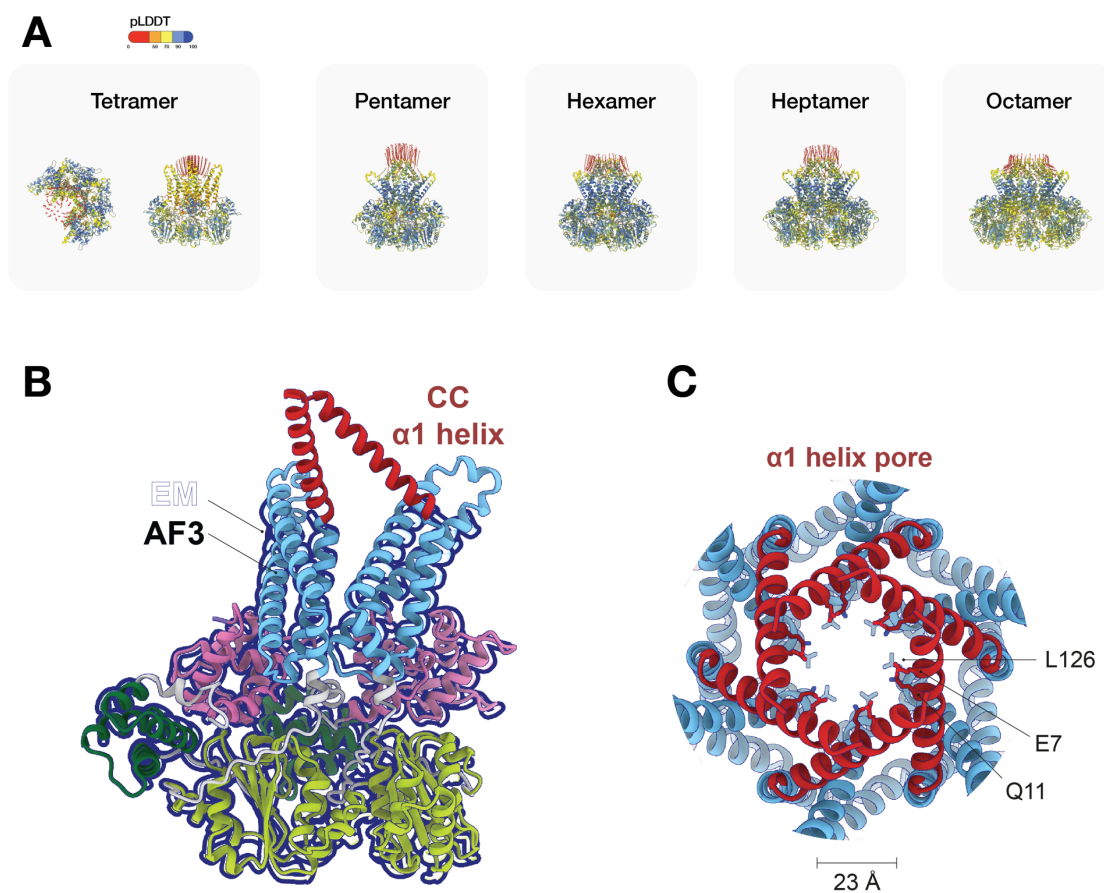 A
pLDDT
0 50 70 90 100
Tetramer
Pentamer
Hexamer
Heptamer
Octamer
B
CC
α1 helix
EM
AF3
C
α1 helix pore
L126
E7
Q11
23 Å